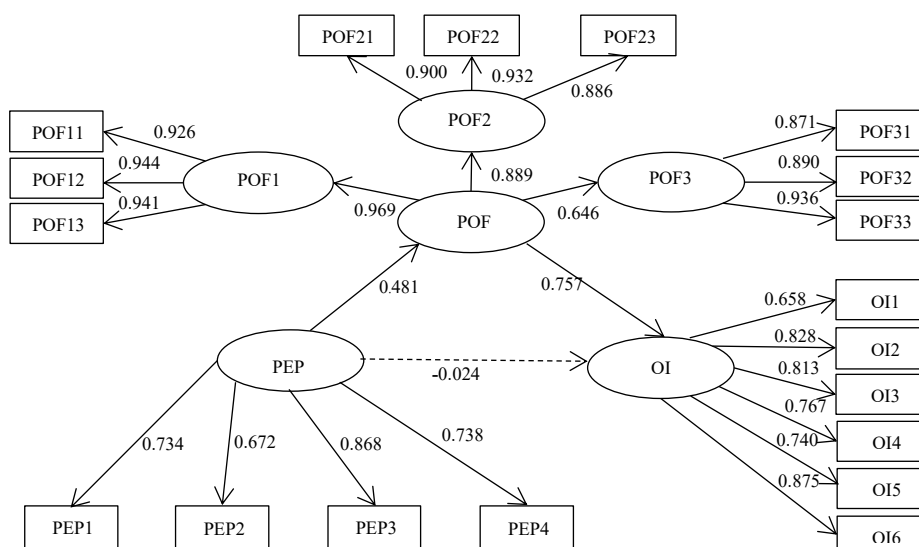 POF21
POF22
POF23
0.900
0.932
0.886
POF2
POF11
POF12
POF13
0.926
0.944
0.941
POF1
0.969
0.889
0.646
POF
POF3
0.871
0.890
0.936
POF31
POF32
POF33
0.481
0.757
PEP
-0.024
OI
0.658
0.828
0.813
0.767
0.740
0.875
OI1
OI2
OI3
OI4
OI5
OI6
0.734
0.672
0.868
0.738
PEP1
PEP2
PEP3
PEP4